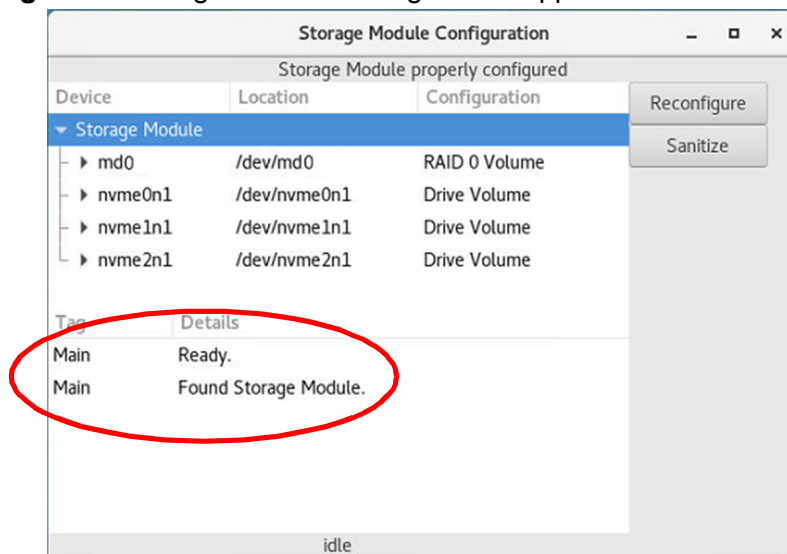 Storage Module Configuration
Storage Module properly configured
Device Location Configuration
Reconfigure
Storage Module
Sanitize
md0 /dev/md0 RAID 0 Volume
nvme0n1 /dev/nvme0n1 Drive Volume
nvme1n1 /dev/nvme1n1 Drive Volume
nvme2n1 /dev/nvme2n1 Drive Volume
Tag Details
Main Ready.
Main Found Storage Module.
idle